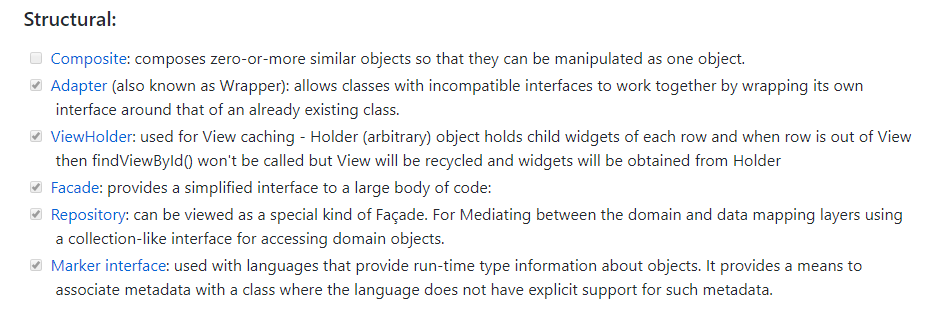 Structural:
Composite: composes zero-or-more similar objects so that they can be manipulated as one object.
Adapter (also known as Wrapper): allows classes with incompatible interfaces to work together by wrapping its own
interface around that of an already existing class.
ViewHolder: used for View caching - Holder (arbitrary) object holds child widgets of each row and when row is out of View
then findViewById() won't be called but View will be recycled and widgets will be obtained from Holder
Facade: provides a simplified interface to a large body of code:
Repository: can be viewed as a special kind of Façade. For Mediating between the domain and data mapping layers using
a collection-like interface for accessing domain objects.
Marker interface: used with languages that provide run-time type information about objects. It provides a means to
associate metadata with a class where the language does not have explicit support for such metadata.